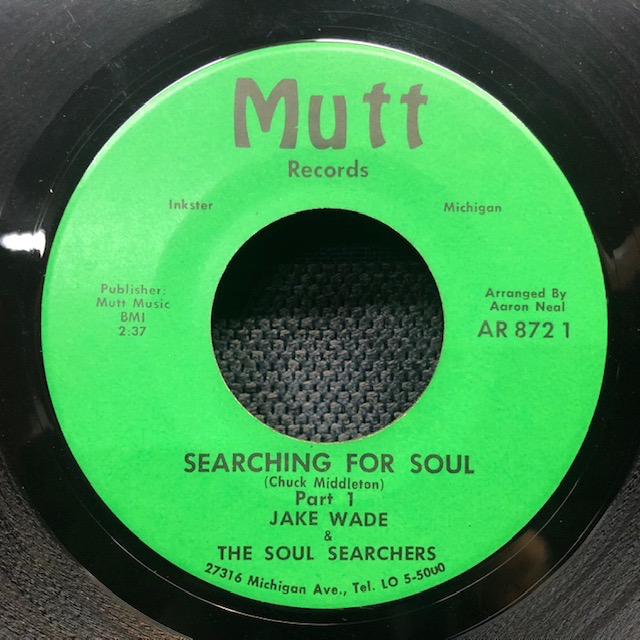 Mutt
Records
Inkster Michigan
Publisher:
Mutt Music
BMI
2:37
Arranged By
Aaron Neal
AR 872 1
SEARCHING FOR SOUL
(Chuck Middleton)
Part 1
JAKE WADE
&
THE SOUL SEARCHERS
27316 Michigan Ave., Tel. LO 5-5000